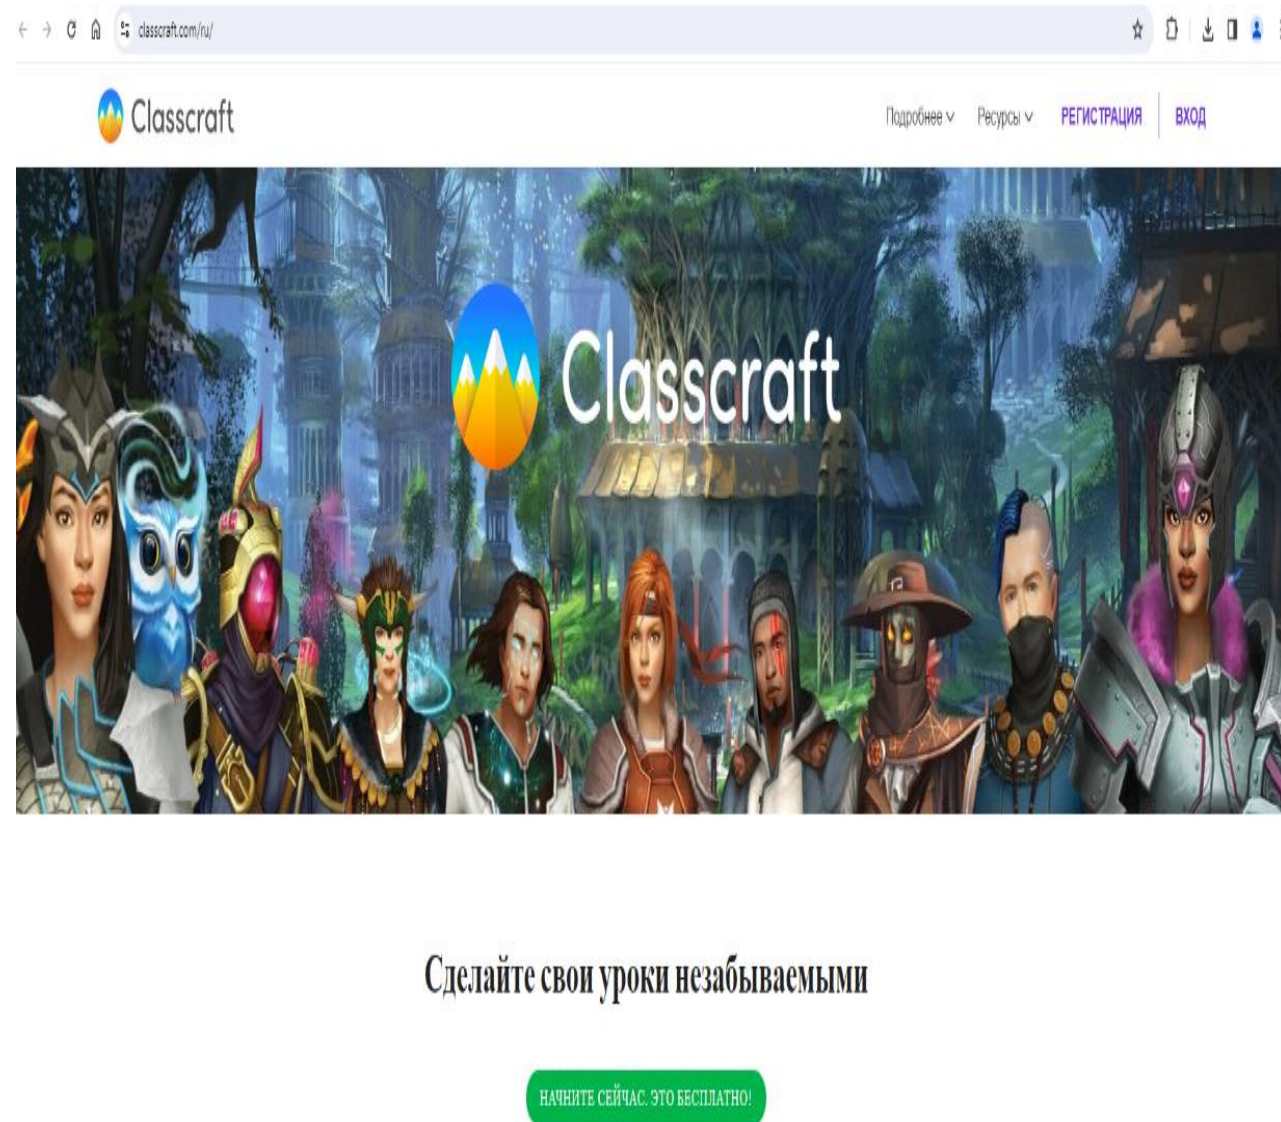 classcraft.com/ru/
Classcraft
Подробнее Ресурсы РЕГИСТРАЦИЯ ВХОД
Classcraft
Сделайте свои уроки незабываемыми
НАЧНИТЕ СЕЙЧАС. ЭТО БЕСПЛАТНО!